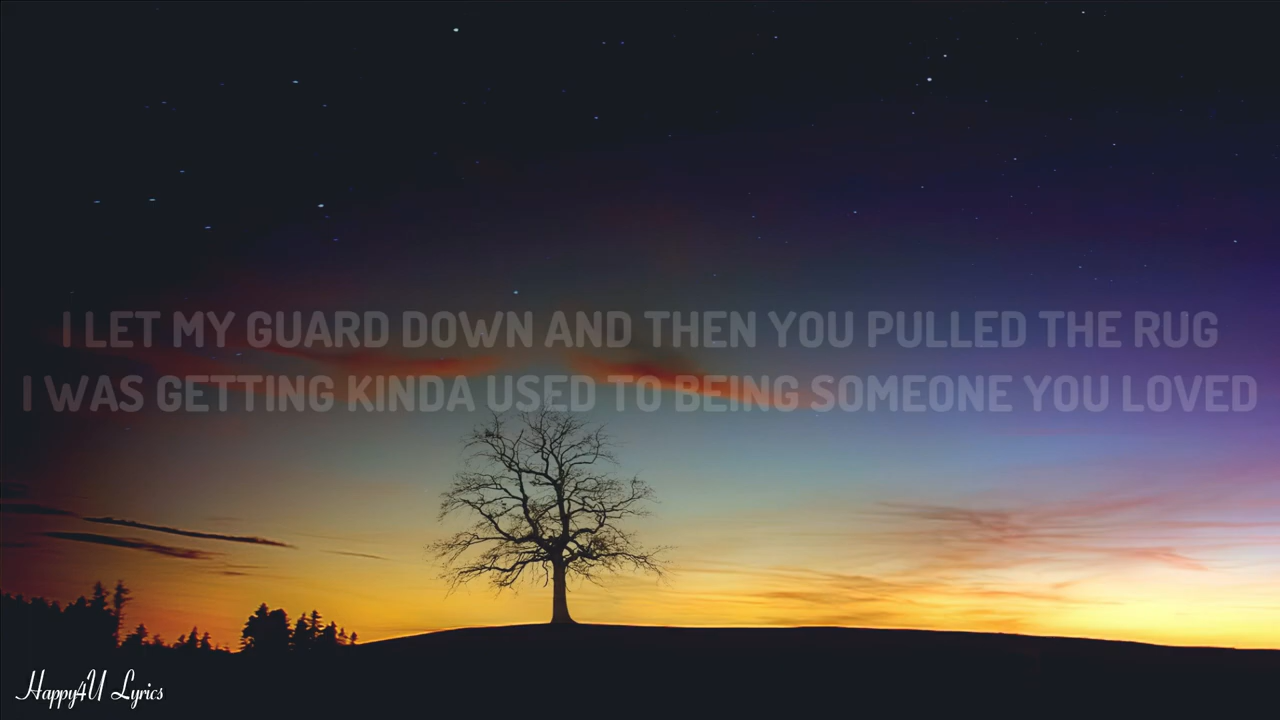 I LET MY GUARD DOWN AND THEN YOU PULLED THE RUG
I WAS GETTING KINDA USED TO BEING SOMEONE YOU LOVED
Happy4U Lyrics